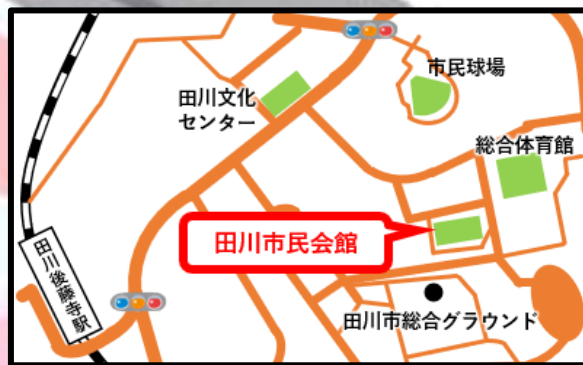 市民球場
田川文化
センター
総合体育館
田川市民会館
田川後藤寺駅
田川市総合グラウンド